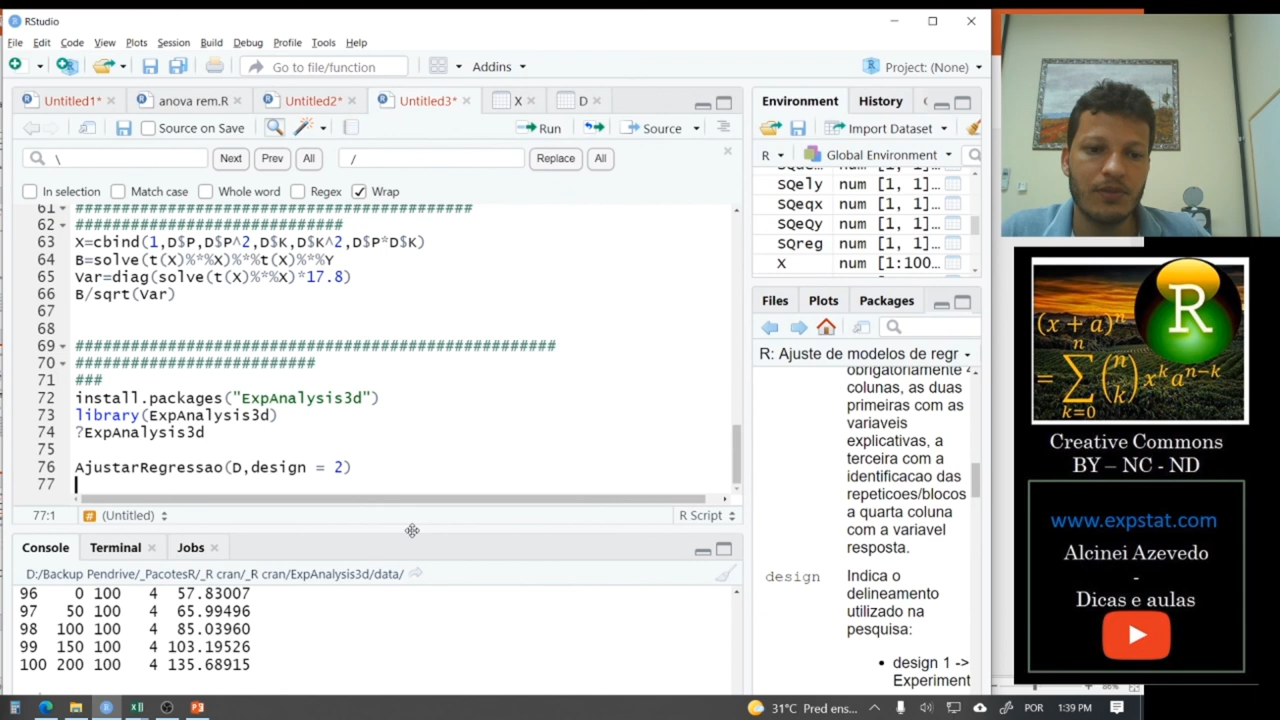 RStudio
File Edit Code View Plots Session Build Debug Profile Tools Help
Go to file/function Addins Project: (None)
Untitled1* anova rem.R Untitled2* Untitled3* X D
Source on Save Run Source
\ Next Prev All / Replace All
In selection Match case Whole word Regex Wrap
61 ###########################################
62 #############################
63 X=cbind(1,D$P,D$P^2,D$K,D$K^2,D$P*D$K)
64 B=solve(t(X)%*%X)%*%t(X)%*%Y
65 Var=diag(solve(t(X)%*%X)*17.8)
66 B/sqrt(Var)
67
68
69 ####################################################
70 ##########################
71 ###
72 install.packages("ExpAnalysis3d")
73 library(ExpAnalysis3d)
74 ?ExpAnalysis3d
75
76 AjustarRegressao(D,design = 2)
77
77:1 (Untitled) R Script
Console Terminal Jobs
D:/Backup Pendrive/_PacotesR/_R cran/_R cran/ExpAnalysis3d/data/
96 0 100 4 57.83007
97 50 100 4 65.99496
98 100 100 4 85.03960
99 150 100 4 103.19526
100 200 100 4 135.68915
Environment History
Import Dataset
R Global Environment
SQely num [1, 1]…
SQeqx num [1, 1]…
SQeQy num [1, 1]…
SQreg num [1, 1]…
X num [1:100…
Files Plots Packages
R: Ajuste de modelos de regr
obrigatoriamente 4
colunas, as duas
primeiras com as
variaveis
explicativas, a
terceira com a
identificacao das
repeticoes/blocos
a quarta coluna
com a variavel
resposta.
design Indica o
delineamento
utilizado na
pesquisa:
• design 1 ->
Experiment
R
(x + a)^n
= ∑ n k=0 (n k) x^k a^{n−k}
Creative Commons
BY – NC - ND
www.expstat.com
Alcinei Azevedo
-
Dicas e aulas
86%
31°C Pred ens... POR 1:39 PM